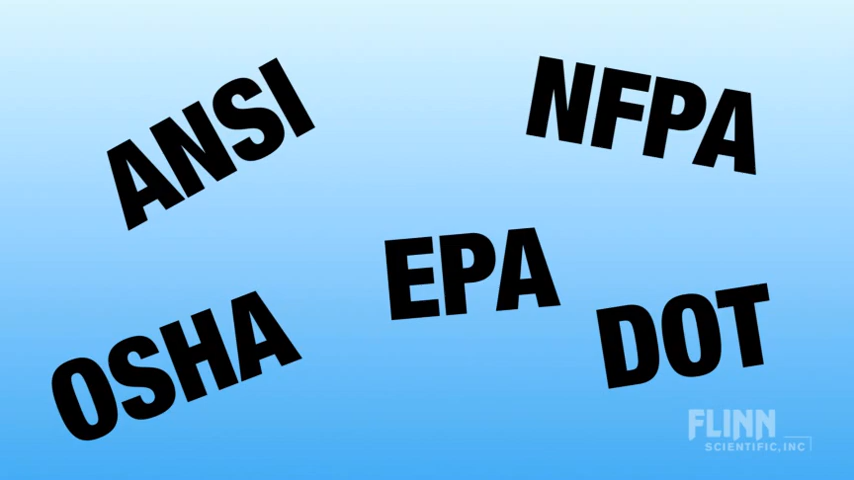 ANSI
NFPA
EPA
OSHA
DOT
FLINN
SCIENTIFIC, INC